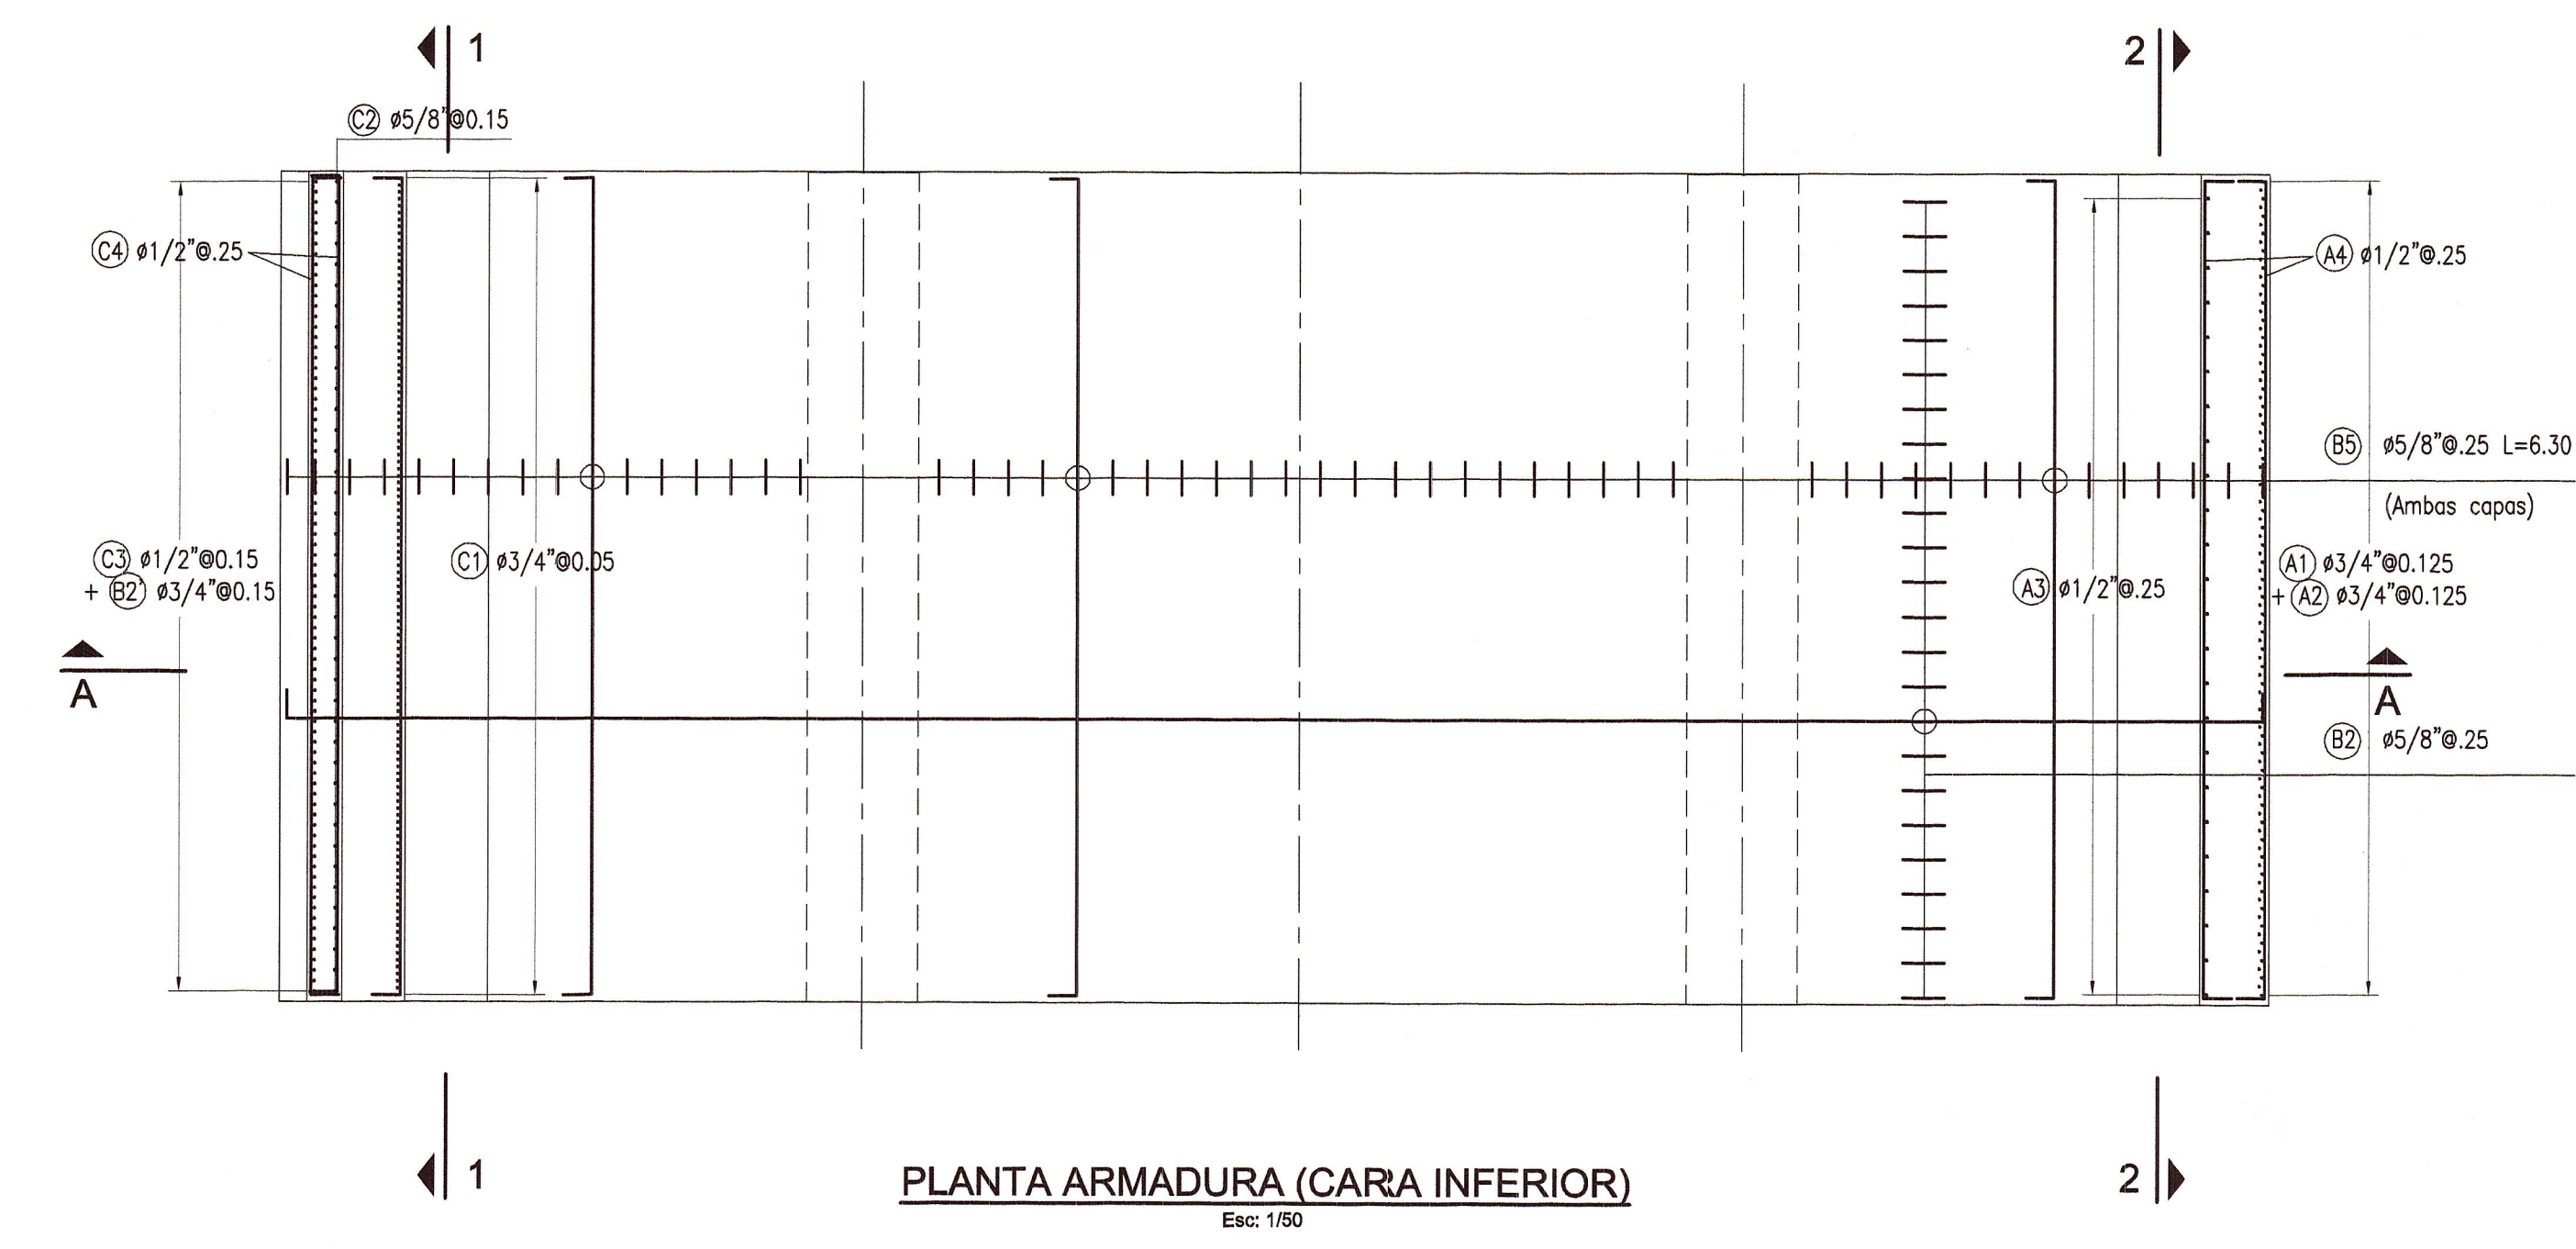 1
2
C2 ø5/8"@0.15
C4 ø1/2"@.25
A4 ø1/2"@.25
B5 ø5/8"@.25 L=6.30
(Ambas capas)
C3 ø1/2"@0.15
+ B2' ø3/4"@0.15
C1 ø3/4"@0.05
A3 ø1/2"@.25
A1 ø3/4"@0.125
+ A2 ø3/4"@0.125
A
A
B2 ø5/8"@.25
1
2
PLANTA ARMADURA (CARA INFERIOR)
Esc: 1/50